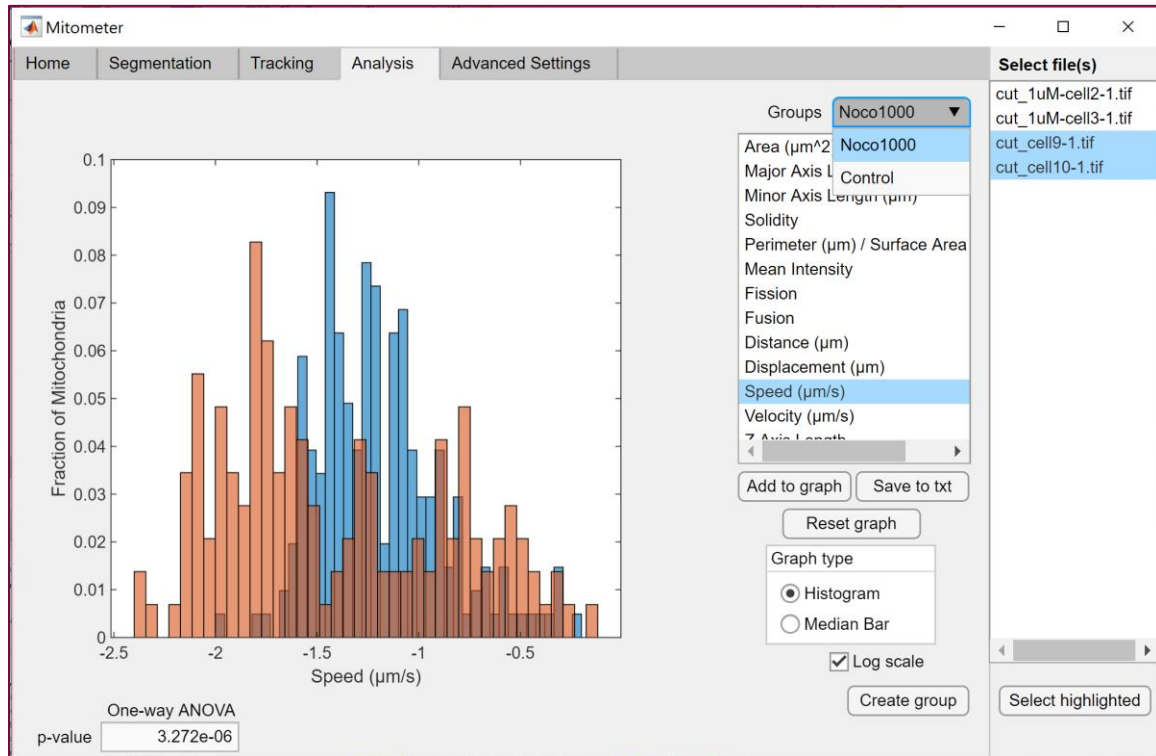 Mitometer
Home Segmentation Tracking Analysis Advanced Settings
Select file(s)
cut_1uM-cell2-1.tif
cut_1uM-cell3-1.tif
cut_cell9-1.tif
cut_cell10-1.tif
Select highlighted
Groups Noco1000
Noco1000
Control
Area (µm^2
Major Axis L
Minor Axis Length (µm)
Solidity
Perimeter (µm) / Surface Area
Mean Intensity
Fission
Fusion
Distance (µm)
Displacement (µm)
Speed (µm/s)
Velocity (µm/s)
Z Axis Length
Add to graph Save to txt
Reset graph
Graph type
Histogram
Median Bar
Log scale
Create group
0.1
0.09
0.08
0.07
0.06
0.05
0.04
0.03
0.02
0.01
0
Fraction of Mitochondria
-2.5 -2 -1.5 -1 -0.5
Speed (µm/s)
One-way ANOVA
p-value 3.272e-06